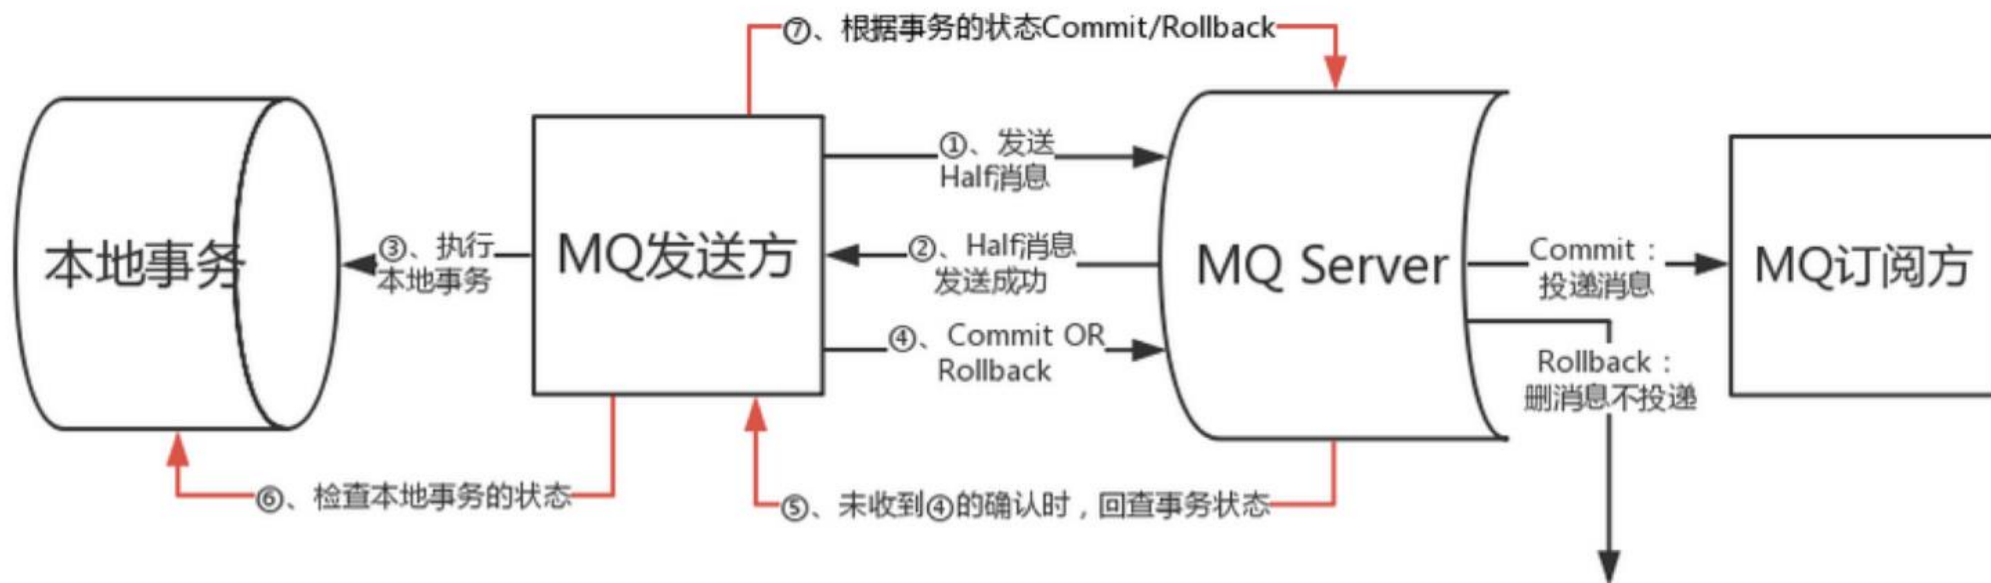 ⑦、根据事务的状态Commit/Rollback
①、发送
Half消息
本地事务
③、执行
本地事务
MQ发送方
②、Half消息
发送成功
MQ Server
Commit：
投递消息
MQ订阅方
④、Commit OR
Rollback
Rollback：
删消息不投递
⑥、检查本地事务的状态
⑤、未收到④的确认时，回查事务状态